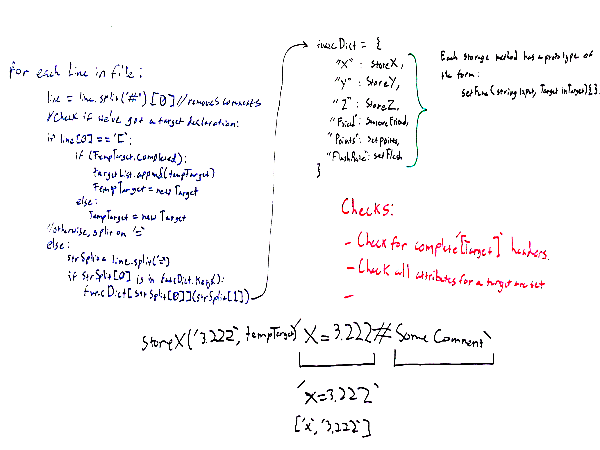 for each line in file:
line = line.split("#")[0] //removes comments
//Check if we've got a target declaration:
if line[0] == '[':
if (tempTarget.completed):
targetList.append(tempTarget)
tempTarget = new Target
else:
tempTarget = new Target
//otherwise, split on '='
else:
strSplit = line.split('=')
if strSplit[0] is in funcDict.keys():
funcDict[strSplit[0]](strSplit[1])
funcDict = {
"X" : storeX,
"Y" : storeY,
"Z" : storeZ,
"Points": setpoints,
"FlashRate": setFlash
}
Each storage method has a prototype of
the form:
setFunc(string input, Target inTarget){};
Checks:
- Check for complete '[Target]' headers.
- Check all attributes for a target are set
-
storeX('3.222', tempTarget) 'X=3.222#Some Comment'
'x=3.222'
['x','3.222']